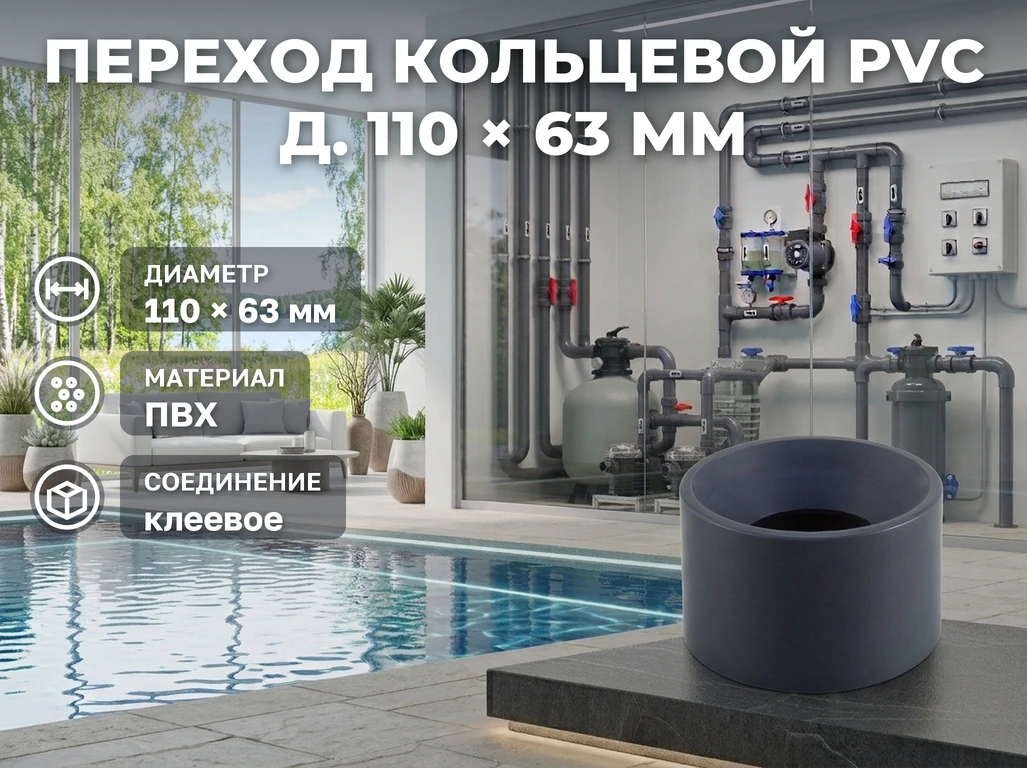 ПЕРЕХОД КОЛЬЦЕВОЙ PVC
Д. 110 × 63 ММ
ДИАМЕТР
110 × 63 мм
МАТЕРИАЛ
ПВХ
СОЕДИНЕНИЕ
клеевое